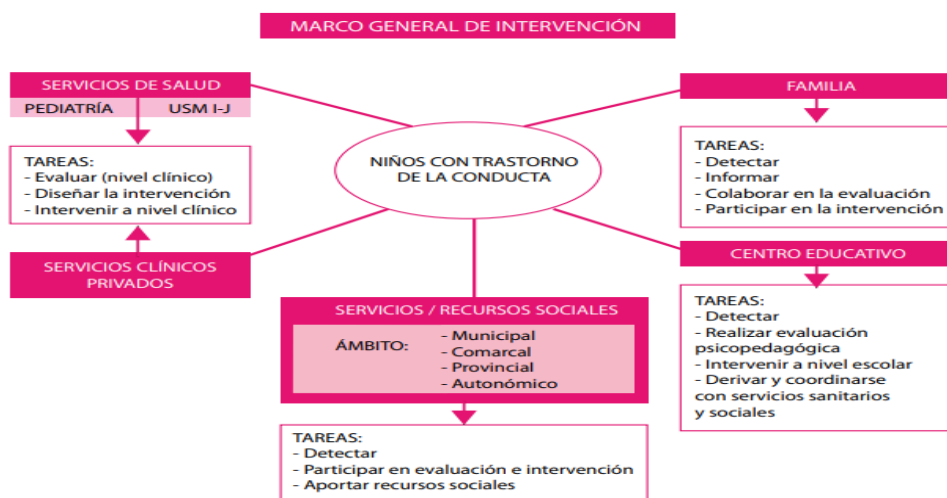 MARCO GENERAL DE INTERVENCIÓN
SERVICIOS DE SALUD
PEDIATRÍA
USM I-J
TAREAS:
- Evaluar (nivel clínico)
- Diseñar la intervención
- Intervenir a nivel clínico
SERVICIOS CLÍNICOS
PRIVADOS
NIÑOS CON TRASTORNO
DE LA CONDUCTA
FAMILIA
TAREAS:
- Detectar
- Informar
- Colaborar en la evaluación
- Participar en la intervención
CENTRO EDUCATIVO
TAREAS:
- Detectar
- Realizar evaluación
psicopedagógica
- Intervenir a nivel escolar
- Derivar y coordinarse
con servicios sanitarios
y sociales
SERVICIOS / RECURSOS SOCIALES
ÁMBITO:
- Municipal
- Comarcal
- Provincial
- Autonómico
TAREAS:
- Detectar
- Participar en evaluación e intervención
- Aportar recursos sociales